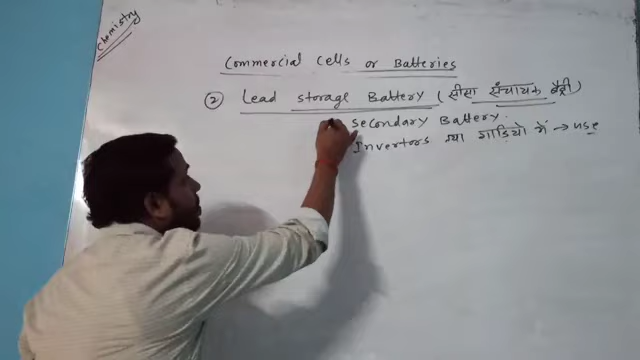 Chemistry
Commercial Cells or Batteries
② Lead Storage Battery (सीसा संचायक बैट्री)
Secondary Battery.
Invertors गाडियो में → use